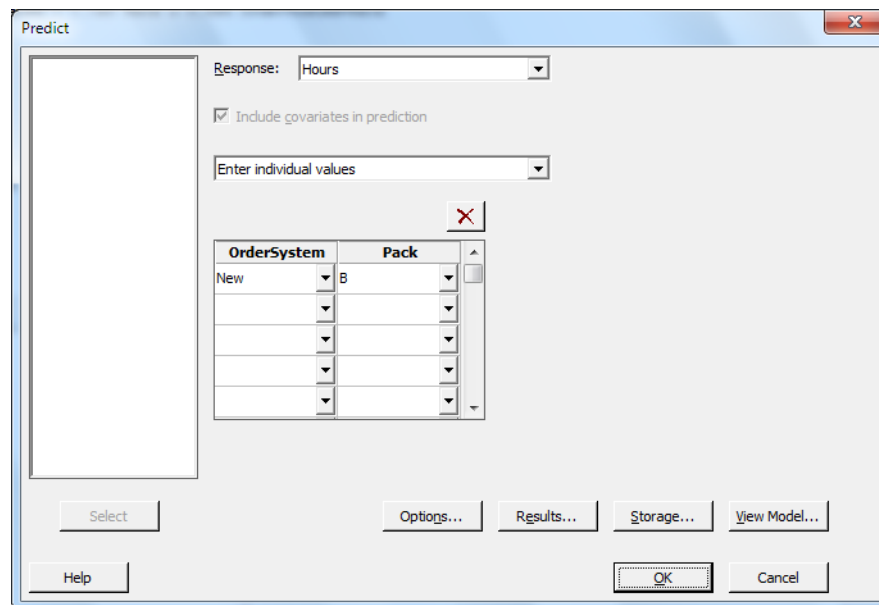 Predict
Response: Hours
Include covariates in prediction
Enter individual values
OrderSystem Pack
New B
Select Options... Results... Storage... View Model...
Help OK Cancel